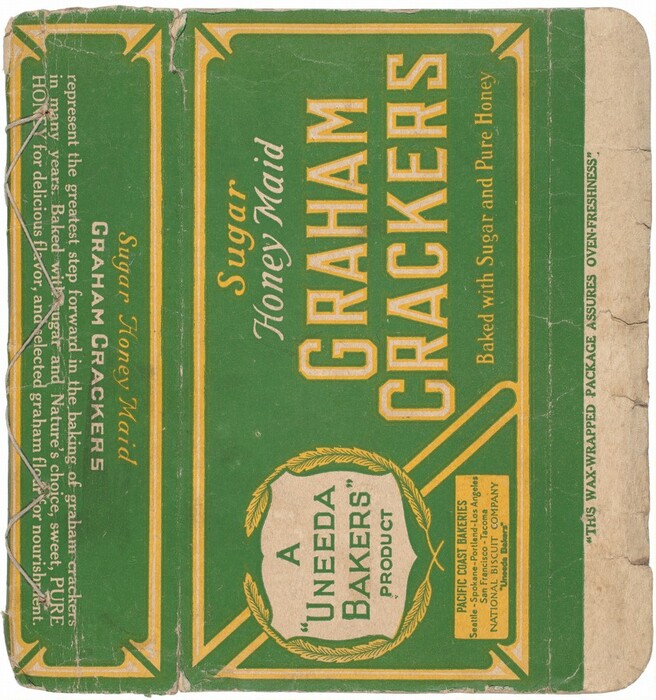 Sugar Honey Maid
GRAHAM CRACKERS
represent the greatest step forward in the baking of graham crackers
in many years. Baked with sugar and Nature's choice, sweet, PURE
HONEY for delicious flavor, and selected graham flour for nourishment.
Sugar
Honey Maid
GRAHAM
CRACKERS
Baked with Sugar and Pure Honey
A
"UNEEDA
BAKERS"
PRODUCT
PACIFIC COAST BAKERIES
Seattle-Spokane-Portland-Los Angeles
San Francisco-Tacoma
NATIONAL BISCUIT COMPANY
"Uneeda Bakers"
"THIS WAX-WRAPPED PACKAGE ASSURES OVEN-FRESHNESS".